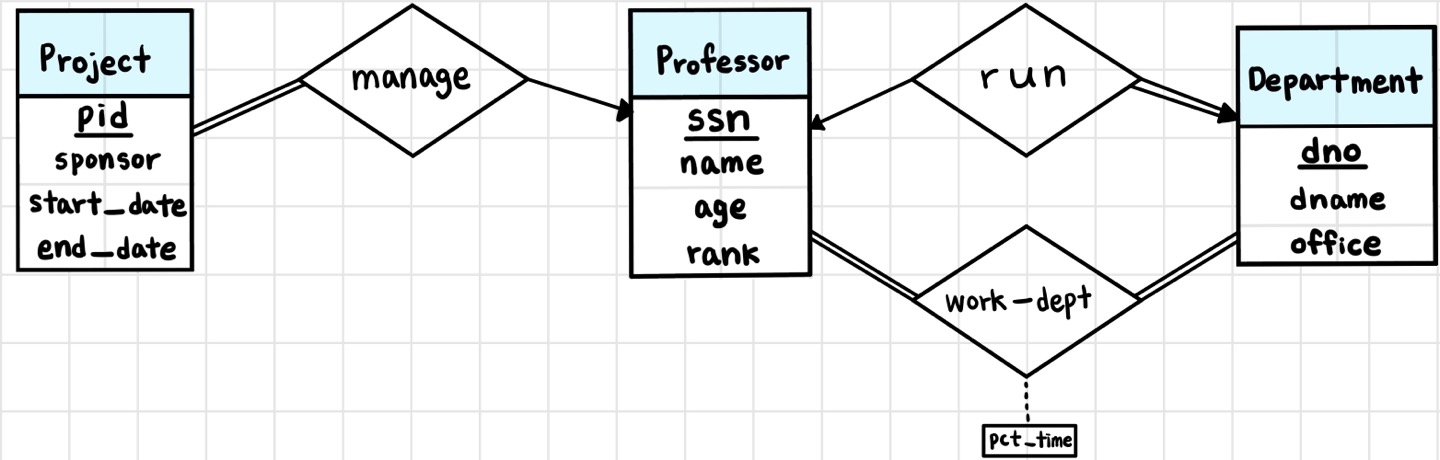 Project
pid
sponsor
start_date
end_date
manage
Professor
ssn
name
age
rank
run
work-dept
pct_time
Department
dno
dname
office